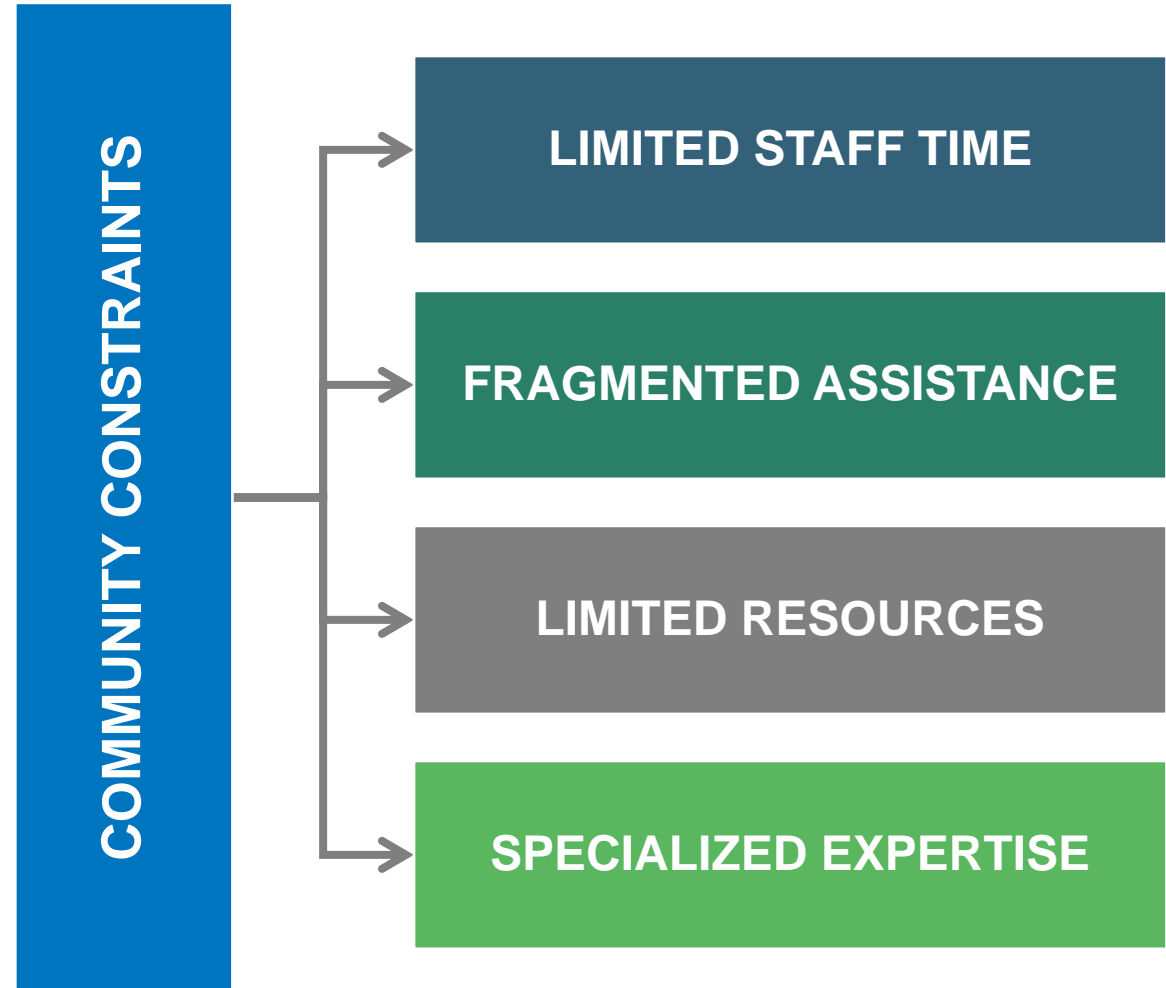 COMMUNITY CONSTRAINTS
LIMITED STAFF TIME
FRAGMENTED ASSISTANCE
LIMITED RESOURCES
SPECIALIZED EXPERTISE